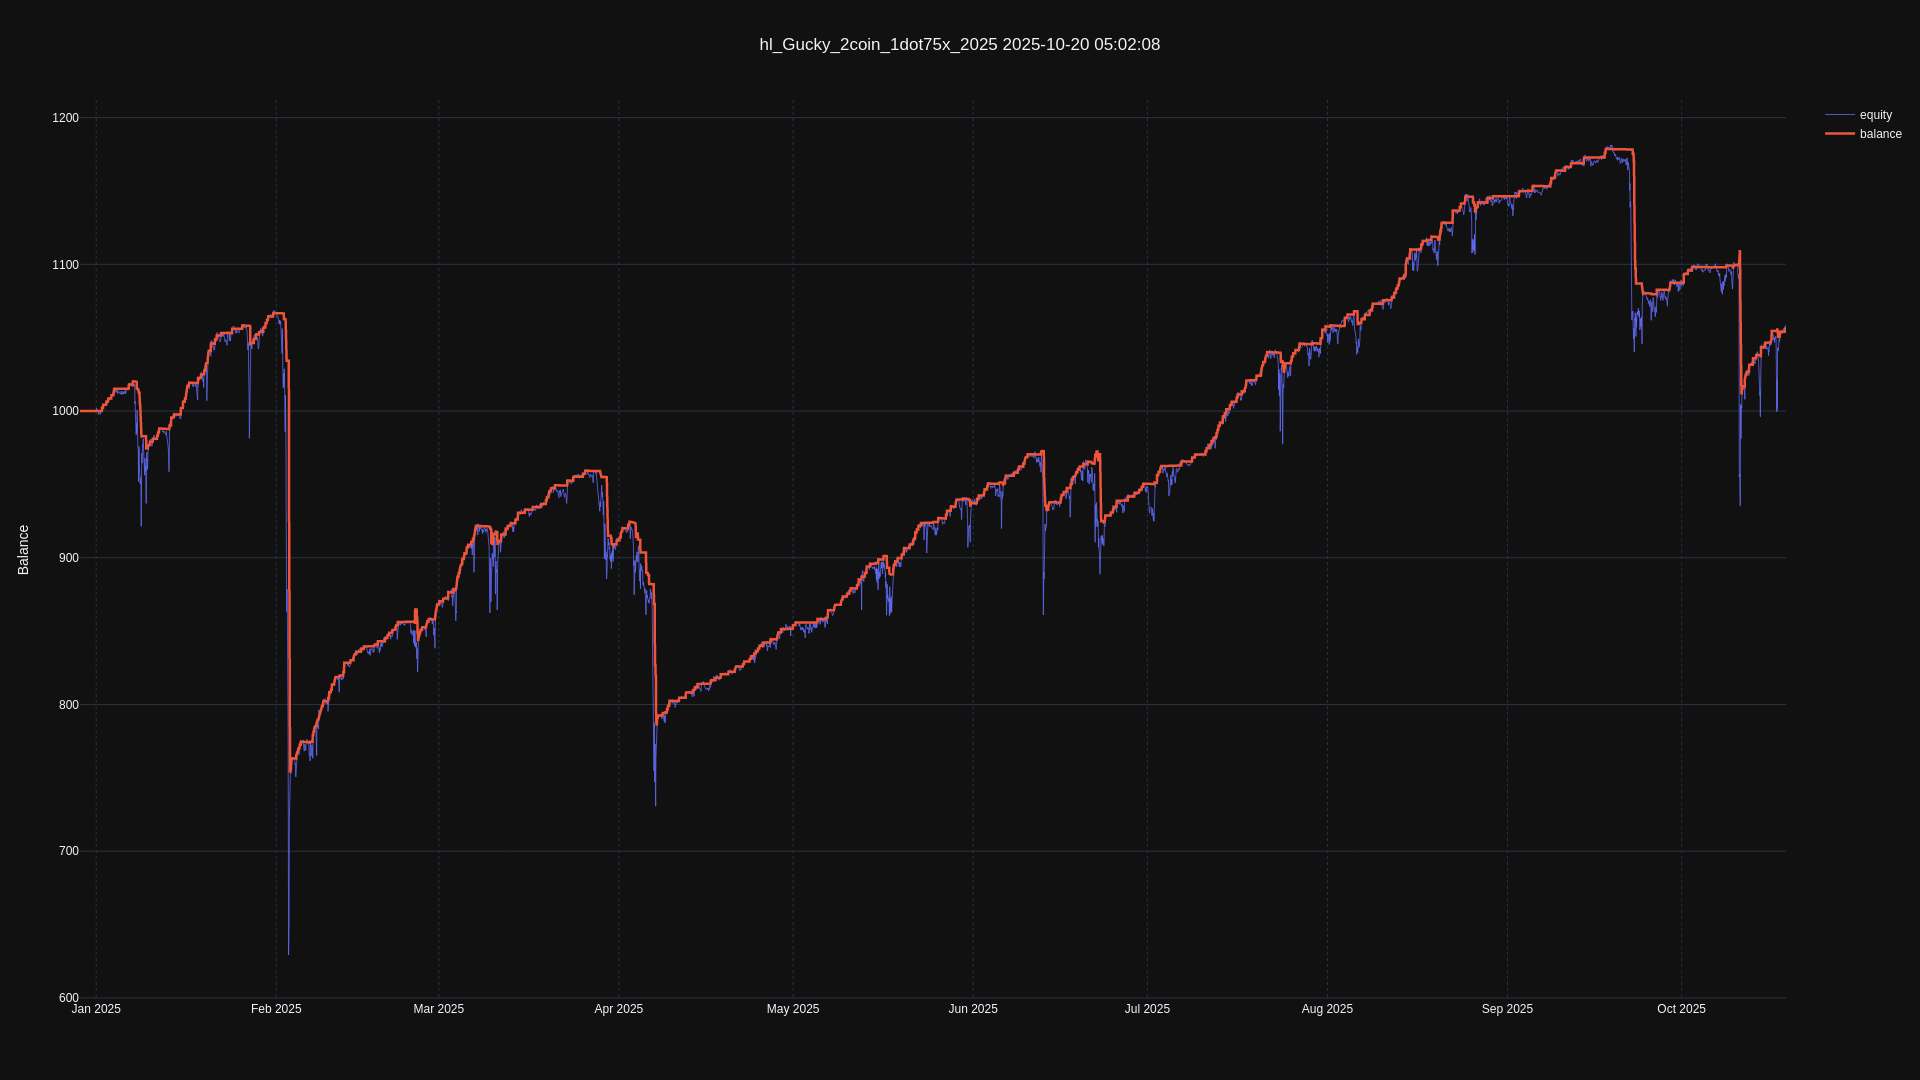 hl_Gucky_2coin_1dot75x_2025 2025-10-20 05:02:08
equity
balance
Balance
1200
1100
1000
900
800
700
600
Jan 2025
Feb 2025
Mar 2025
Apr 2025
May 2025
Jun 2025
Jul 2025
Aug 2025
Sep 2025
Oct 2025